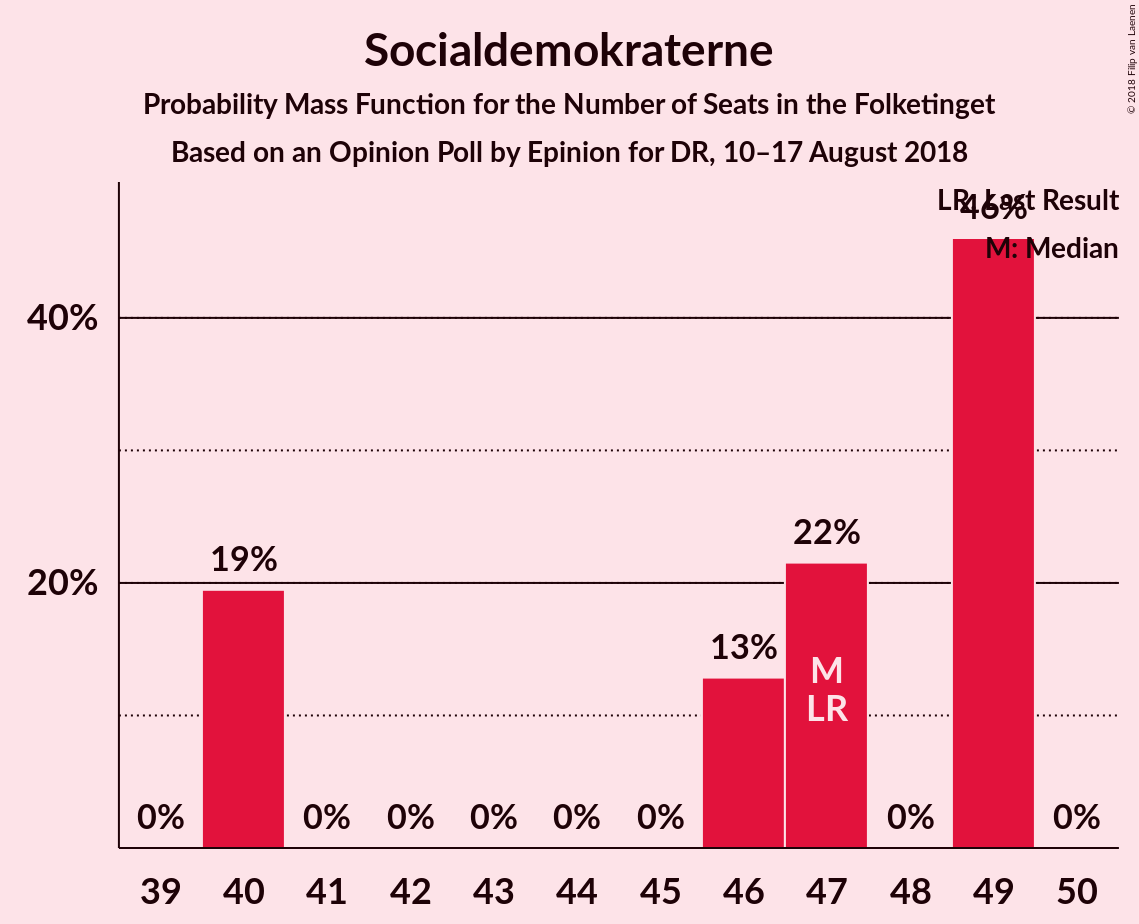 Socialdemokraterne
Probability Mass Function for the Number of Seats in the Folketinget
Based on an Opinion Poll by Epinion for DR, 10–17 August 2018
© 2018 Filip van Laenen
LR: Last Result
M: Median
46%
40%
22%
20%
19%
13%
M
LR
0% 0% 0% 0% 0% 0% 0% 0%
39 40 41 42 43 44 45 46 47 48 49 50